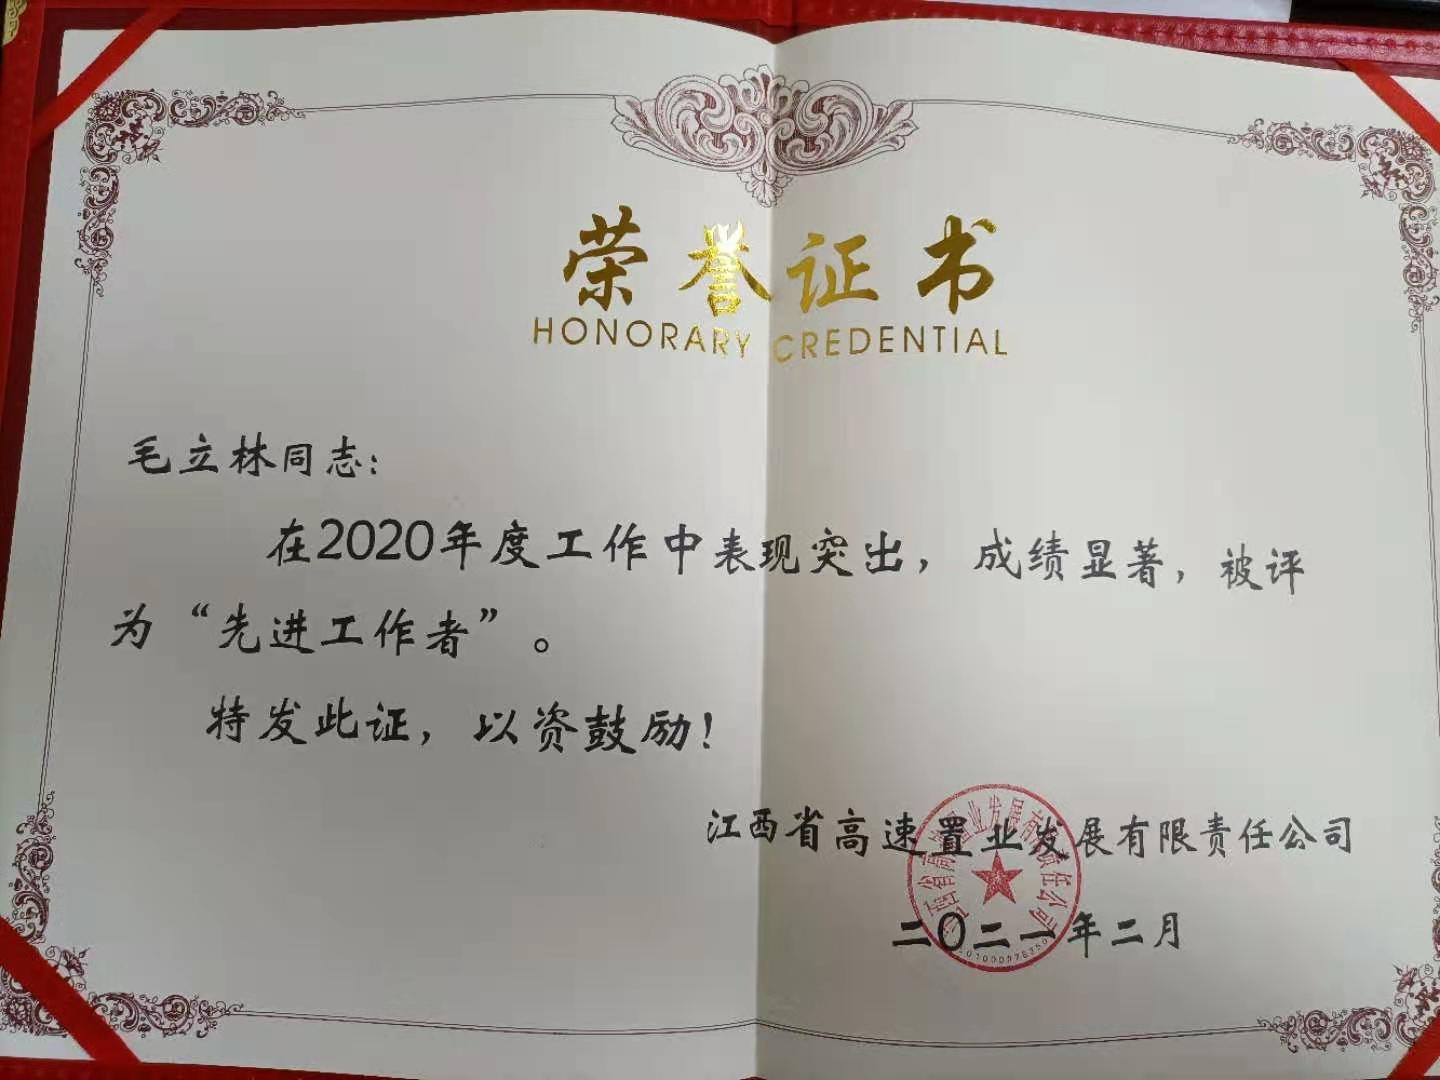 荣誉证书
HONORARY CREDENTIAL
毛立林同志：
在2020年度工作中表现突出，成绩显著，被评
为“先进工作者”。
特发此证，以资鼓励！
江西省高速置业发展有限责任公司
二〇二一年二月